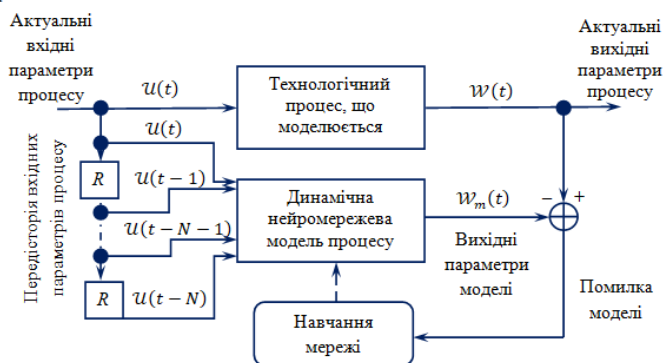 Актуальні
вхідні
параметри
процесу
Актуальні
вихідні
параметри
процесу
𝒰(t)
Технологічний
процес, що
моделюється
𝒲(t)
𝒰(t)
Передісторія вхідних
параметрів процесу
R
𝒰(t − 1)
𝒰(t − N − 1)
R
𝒰(t − N)
Динамічна
нейромережева
модель процесу
𝒲m(t)
− +
Вихідні
параметри
моделі
Помилка
моделі
Навчання
мережі